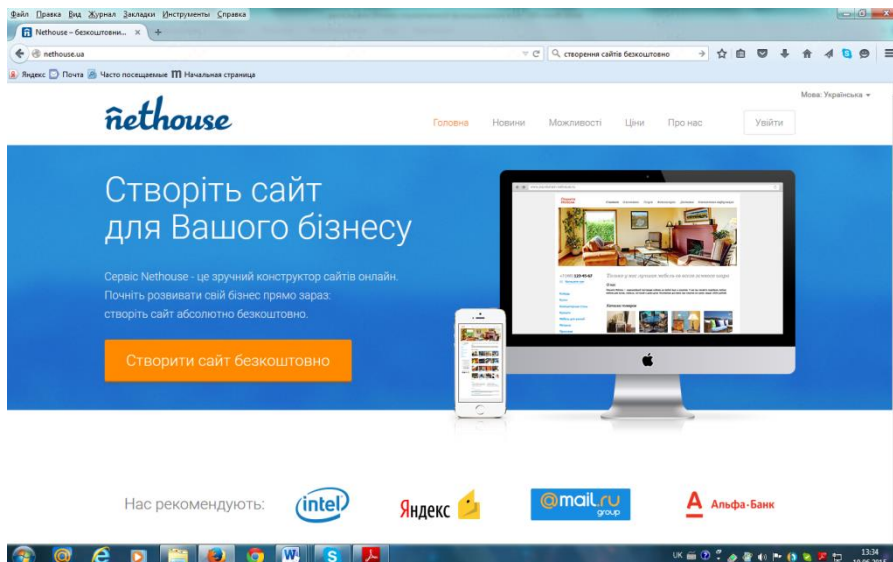 Файл Правка Вид Журнал Закладки Инструменты Справка
Nethouse – безкоштовни... × +
nethouse.ua
створення сайтів безкоштовно
Яндекс Почта Часто посещаемые Начальная страница
Мова: Українська
nethouse
Головна Новини Можливості Ціни Про нас Увійти
Створіть сайт
для Вашого бізнесу
Сервіс Nethouse - це зручний конструктор сайтів онлайн.
Почніть розвивати свій бізнес прямо зараз:
створіть сайт абсолютно безкоштовно.
Створити сайт безкоштовно
Нас рекомендують:
intel
Яндекс
@mail.ru
group
А Альфа-Банк
UK
13:34